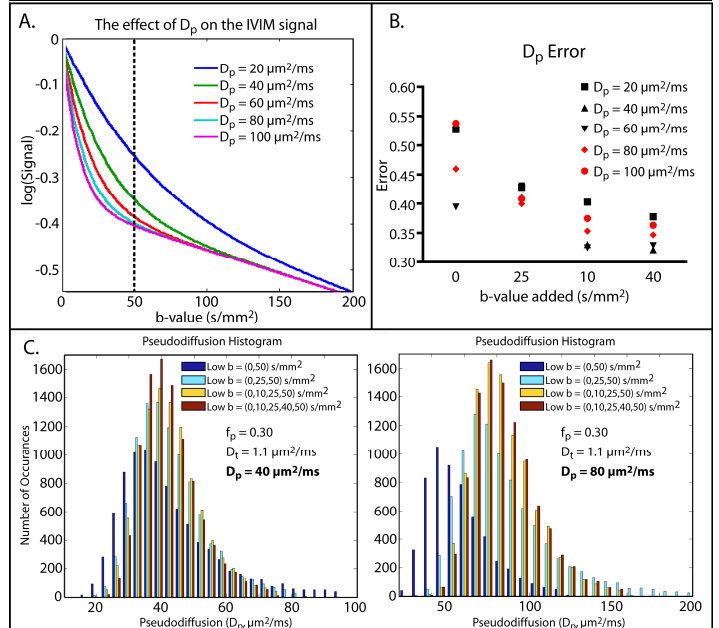 A.
The effect of Dp on the IVIM signal
0
-0.1
-0.2
-0.3
-0.4
-0.5
log(Signal)
Dp = 20 µm²/ms
Dp = 40 µm²/ms
Dp = 60 µm²/ms
Dp = 80 µm²/ms
Dp = 100 µm²/ms
0 50 100 150 200
b-value (s/mm²)
B.
Dp Error
0.60
0.55
0.50
0.45
0.40
0.35
0.30
Error
Dp = 20 µm²/ms
Dp = 40 µm²/ms
Dp = 60 µm²/ms
Dp = 80 µm²/ms
Dp = 100 µm²/ms
0 25 10 40
b-value added (s/mm²)
C.
Pseudodiffusion Histogram
1600
1400
1200
1000
800
600
400
200
0
Number of Occurances
Low b = (0,50) s/mm²
Low b = (0,25,50) s/mm²
Low b = (0,10,25,50) s/mm²
Low b = (0,10,25,40,50) s/mm²
fp = 0.30
Dt = 1.1 µm²/ms
Dp = 40 µm²/ms
20 40 60 80 100
Pseudodiffusion (Dp, µm²/ms)
Pseudodiffusion Histogram
1600
1400
1200
1000
800
600
400
200
0
Low b = (0,50) s/mm²
Low b = (0,25,50) s/mm²
Low b = (0,10,25,50) s/mm²
Low b = (0,10,25,40,50) s/mm²
fp = 0.30
Dt = 1.1 µm²/ms
Dp = 80 µm²/ms
50 100 150 200
Pseudodiffusion (Dp, µm²/ms)